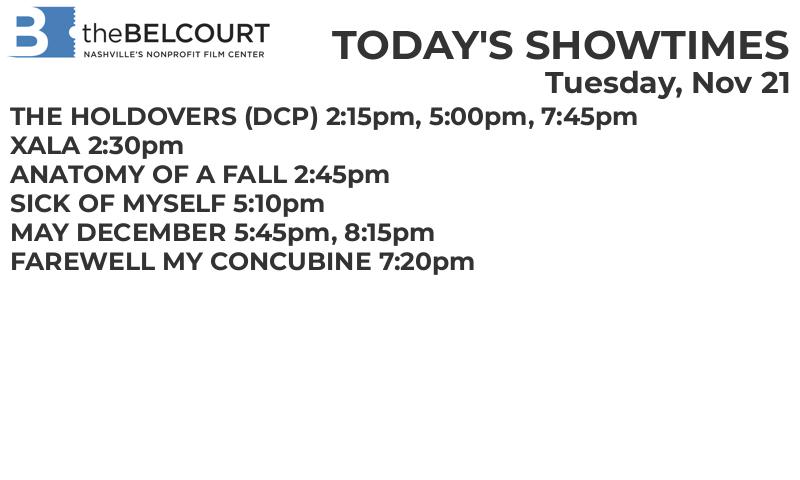 B theBELCOURT
NASHVILLE'S NONPROFIT FILM CENTER
TODAY'S SHOWTIMES
Tuesday, Nov 21
THE HOLDOVERS (DCP) 2:15pm, 5:00pm, 7:45pm
XALA 2:30pm
ANATOMY OF A FALL 2:45pm
SICK OF MYSELF 5:10pm
MAY DECEMBER 5:45pm, 8:15pm
FAREWELL MY CONCUBINE 7:20pm